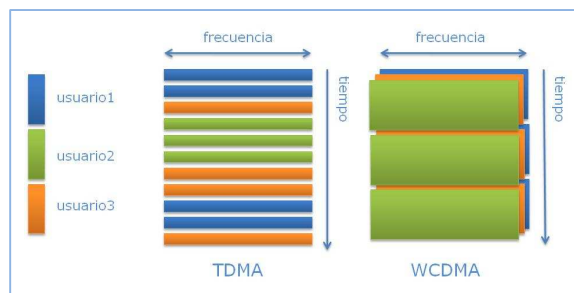 frecuencia
frecuencia
tiempo
tiempo
usuario1
usuario2
usuario3
TDMA
WCDMA